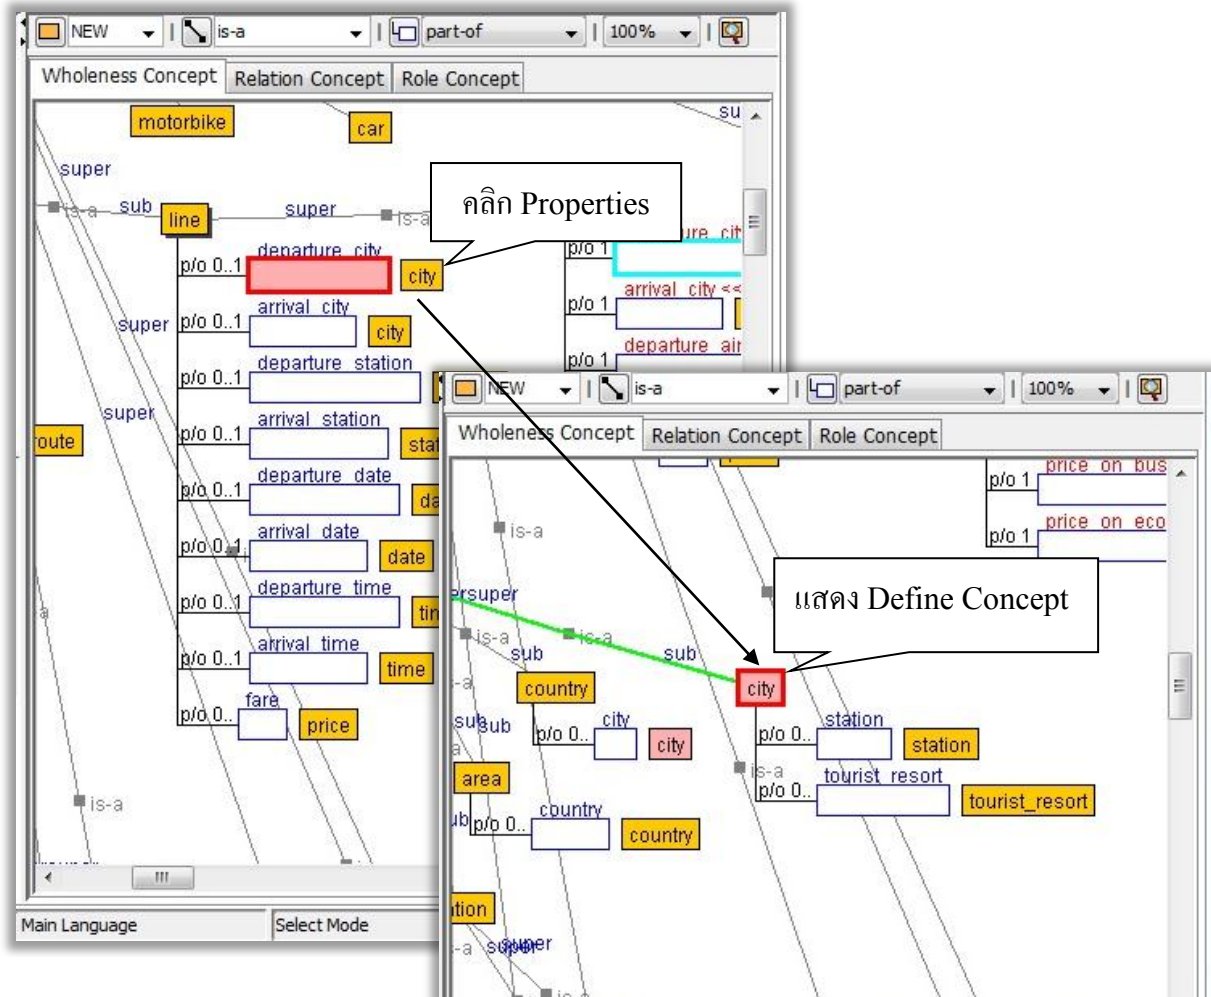 NEW is-a part-of 100%
Wholeness Concept Relation Concept Role Concept
motorbike
car
super
sub
line
super
is-a
is-a
คลิก Properties
departure_city
p/o 0..1
city
arrival_city
super
p/o 0..1
city
departure_station
p/o 0..1
super
arrival_station
route
p/o 0..1
departure_date
p/o 0..1
arrival_date
p/o 0..1
date
departure_time
p/o 0..1
arrival_time
p/o 0..1
time
fare
p/o 0..
price
is-a
p/o 1
arrival_city <<
p/o 1
p/o 1
Main Language Select Mode
NEW is-a part-of 100%
Wholeness Concept Relation Concept Role Concept
price_on_bus
p/o 1
is-a
price_on_eco
p/o 1
แสดง Define Concept
super
is-a
is-a
sub
sub
country
city
city
p/o 0..
city
station
p/o 0..
station
sub
area
is-a
tourist_resort
p/o 0..
tourist_resort
country
p/o 0..
country
super
is-a